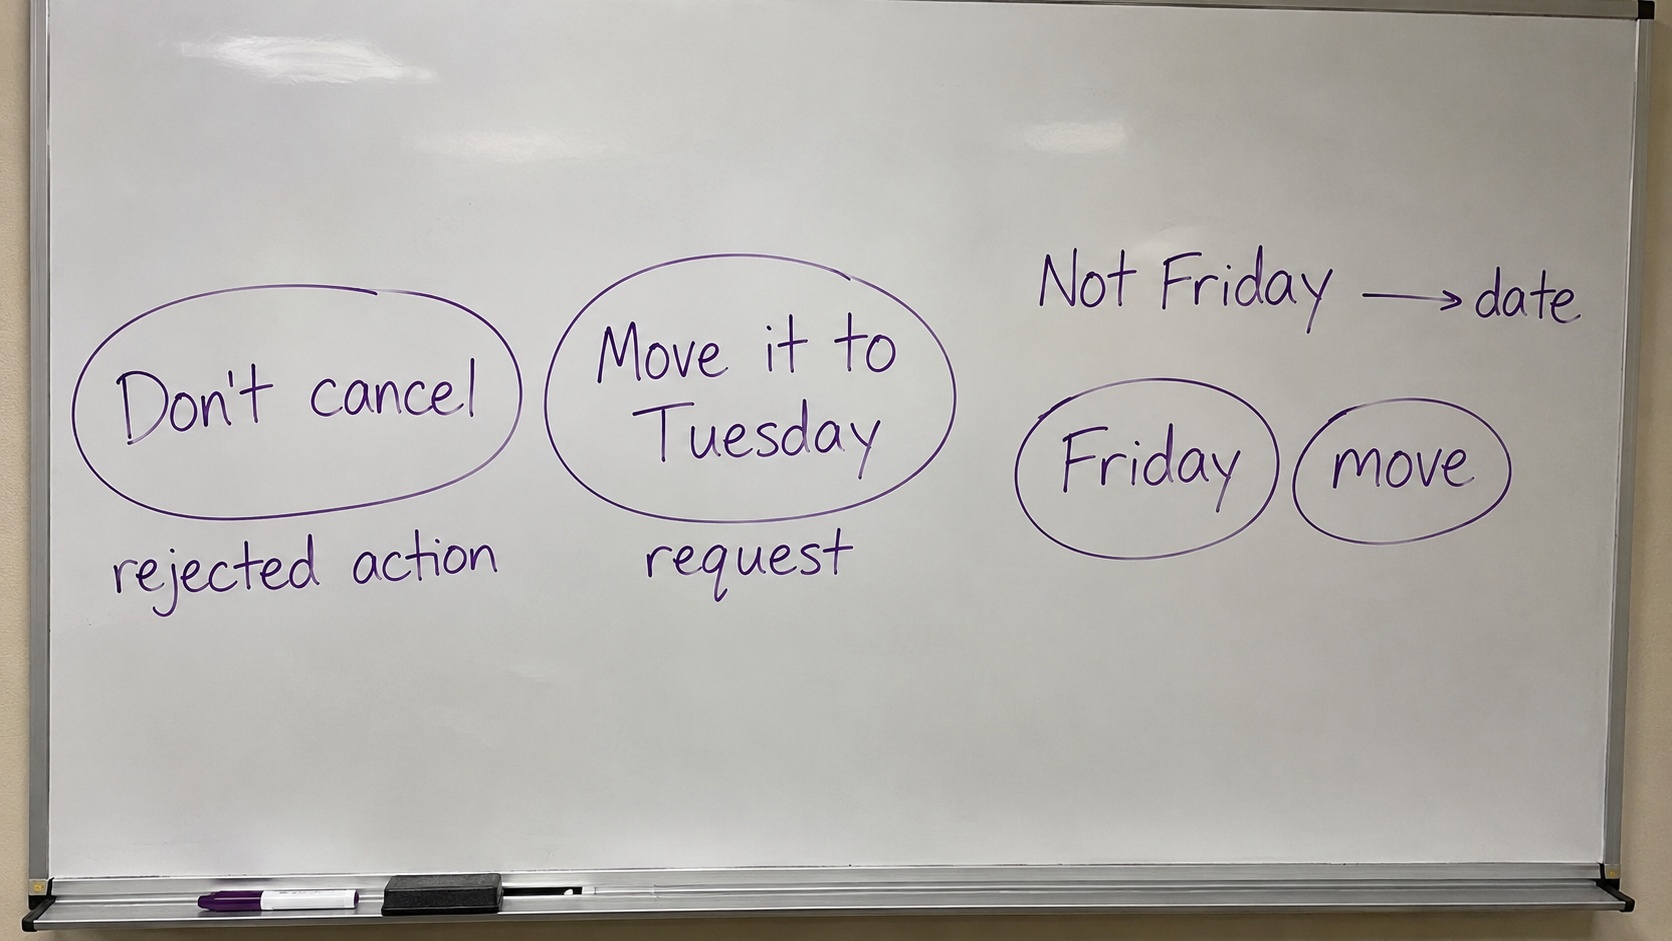 Don't cancel
rejected action
Move it to
Tuesday
request
Not Friday → date
Friday
move